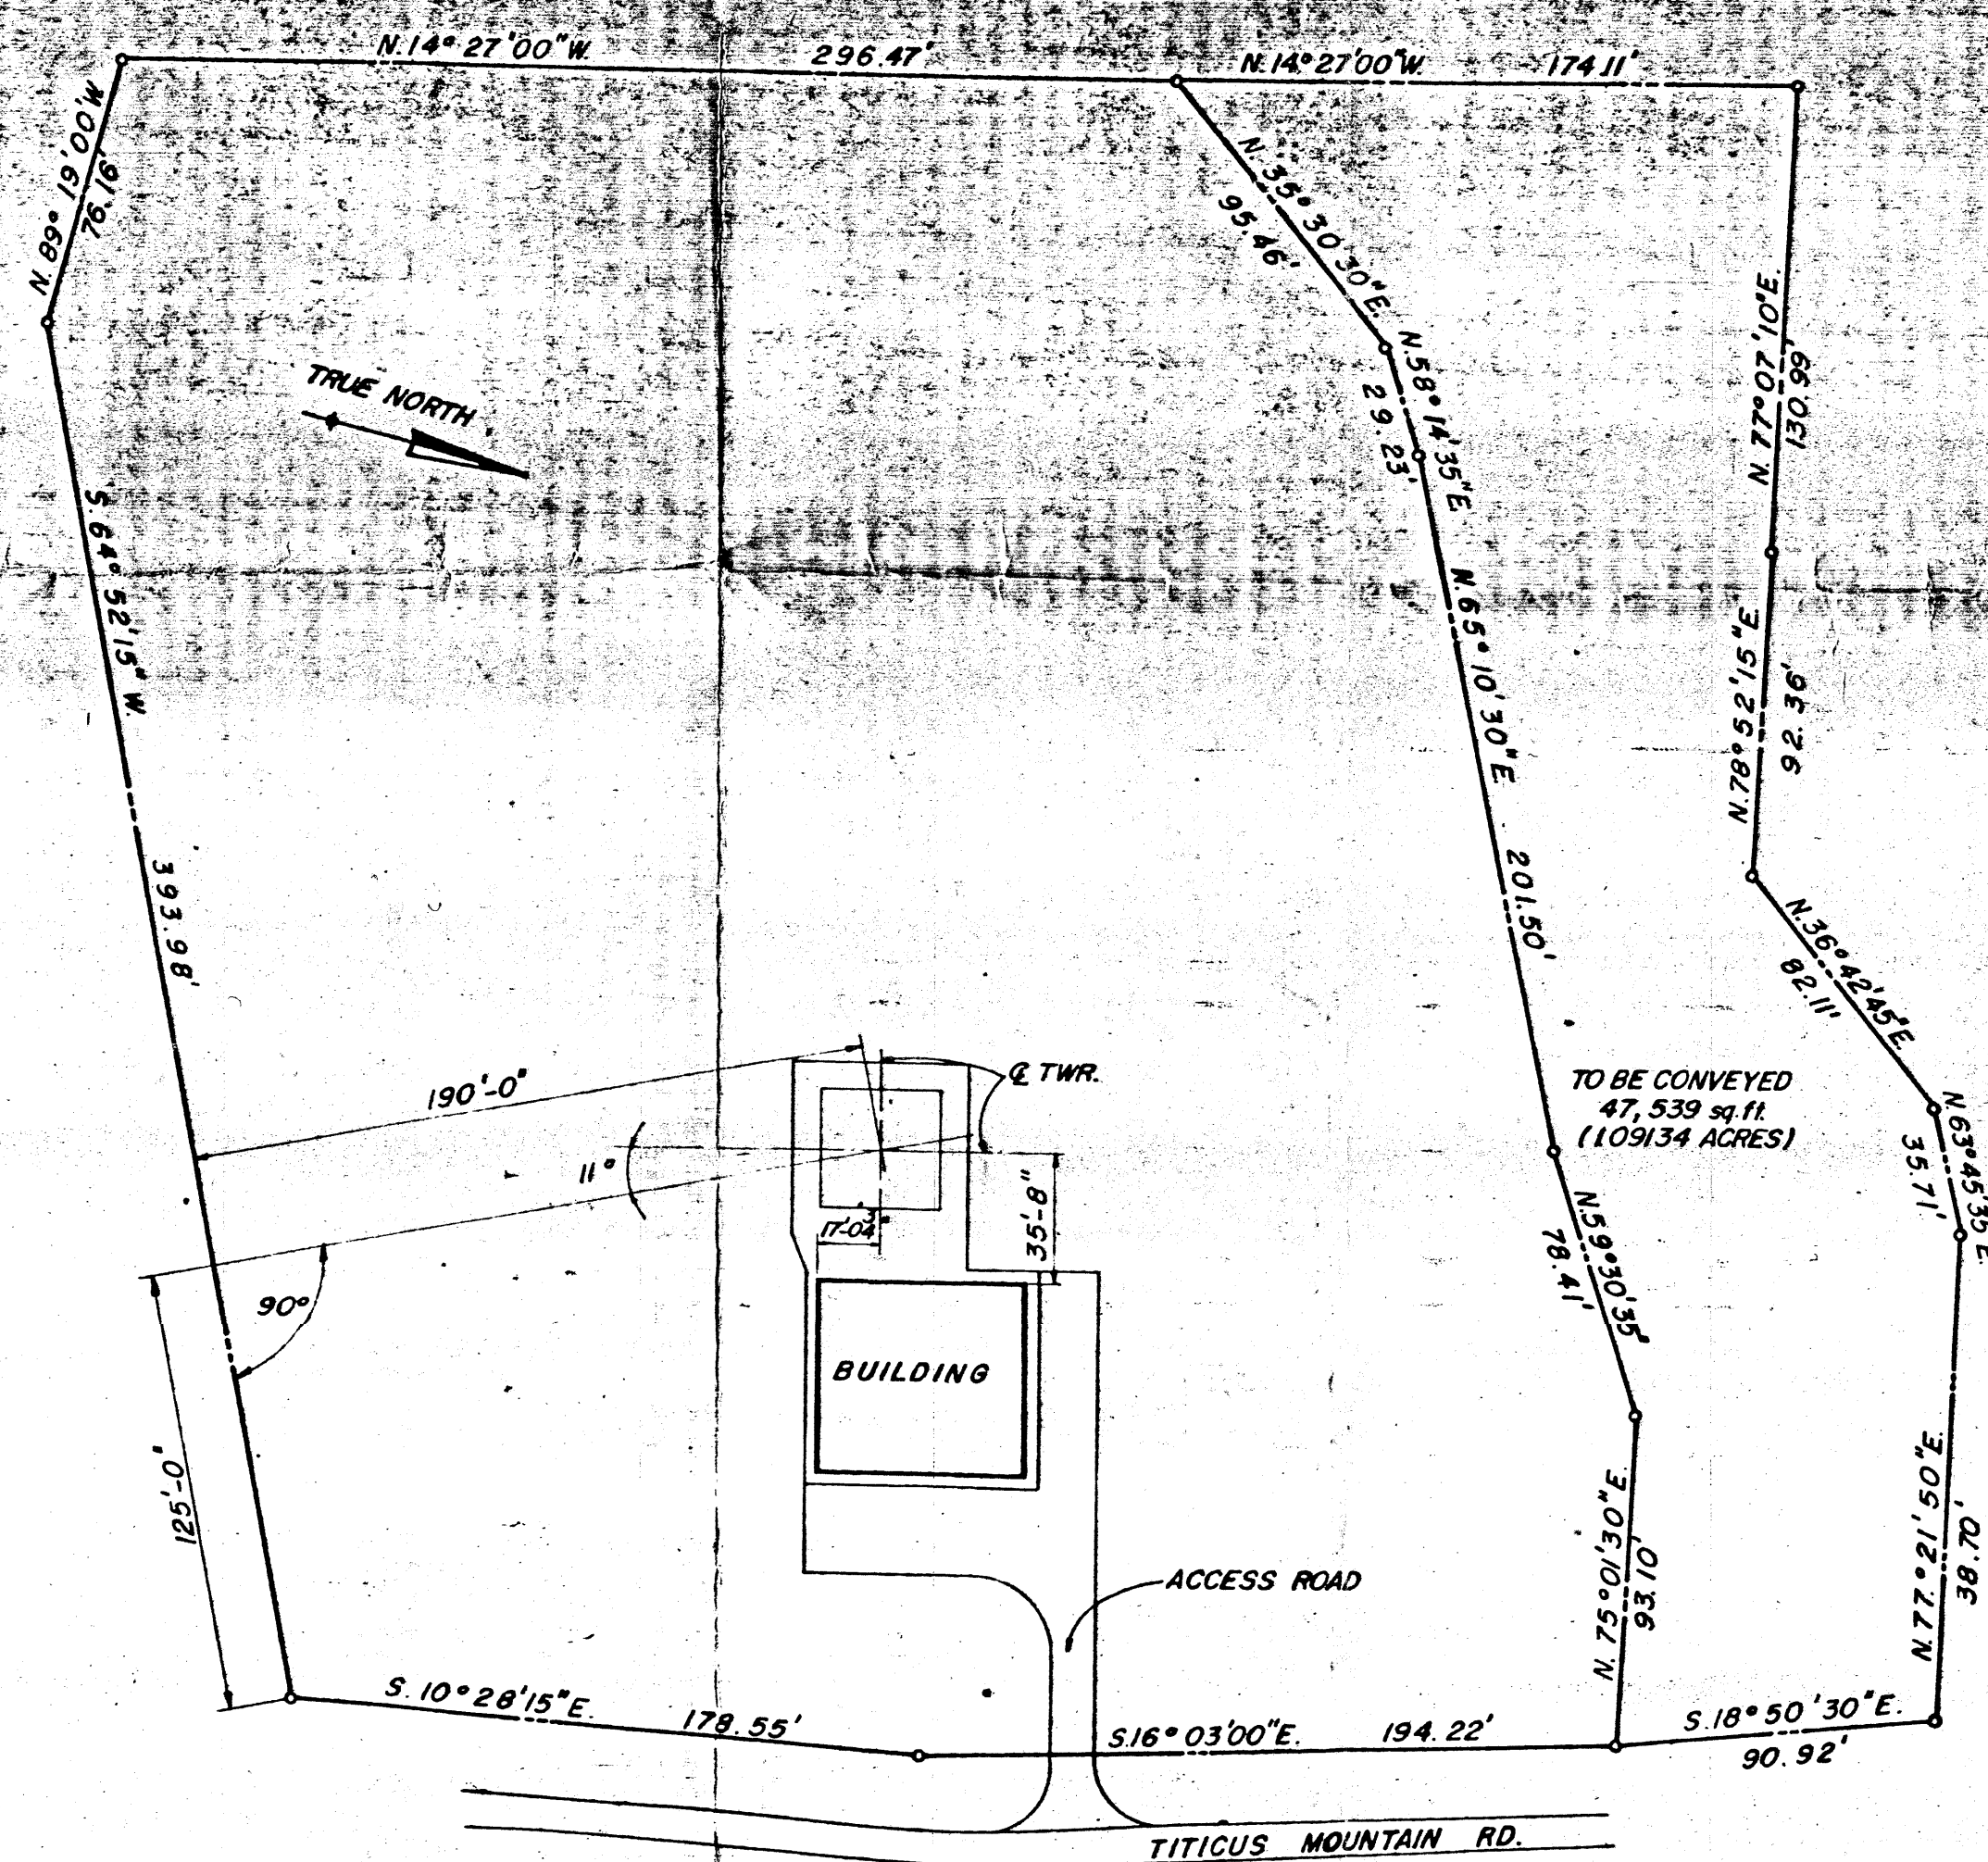 N. 14° 27' 00" W.
296.47'
N. 14° 27' 00" W.
174.11'
N. 89° 19' 00" W.
76.16'
N. 35° 30' 30" E.
95.46'
TRUE NORTH
N. 58° 14' 35" E
29.23'
N. 77° 07' 10" E.
130.99'
S. 64° 52' 15" W.
393.98'
N. 65° 10' 30" E
201.50'
N. 78° 52' 15" E
92.36'
N. 36° 42' 45" E.
82.11'
190'-0"
℄ TWR.
TO BE CONVEYED
47,539 sq. ft.
(1.09134 ACRES)
N. 63° 45' 35" E.
35.71'
11°
35'-8"
N. 59° 30' 35"
78.41'
90°
BUILDING
125'-0"
N. 75° 01' 30" E.
93.10'
N. 77° 21' 50" E.
ACCESS ROAD
S. 10° 28' 15" E.
178.55'
S. 16° 03' 00" E.
194.22'
S. 18° 50' 30" E.
90.92'
TITICUS MOUNTAIN RD.